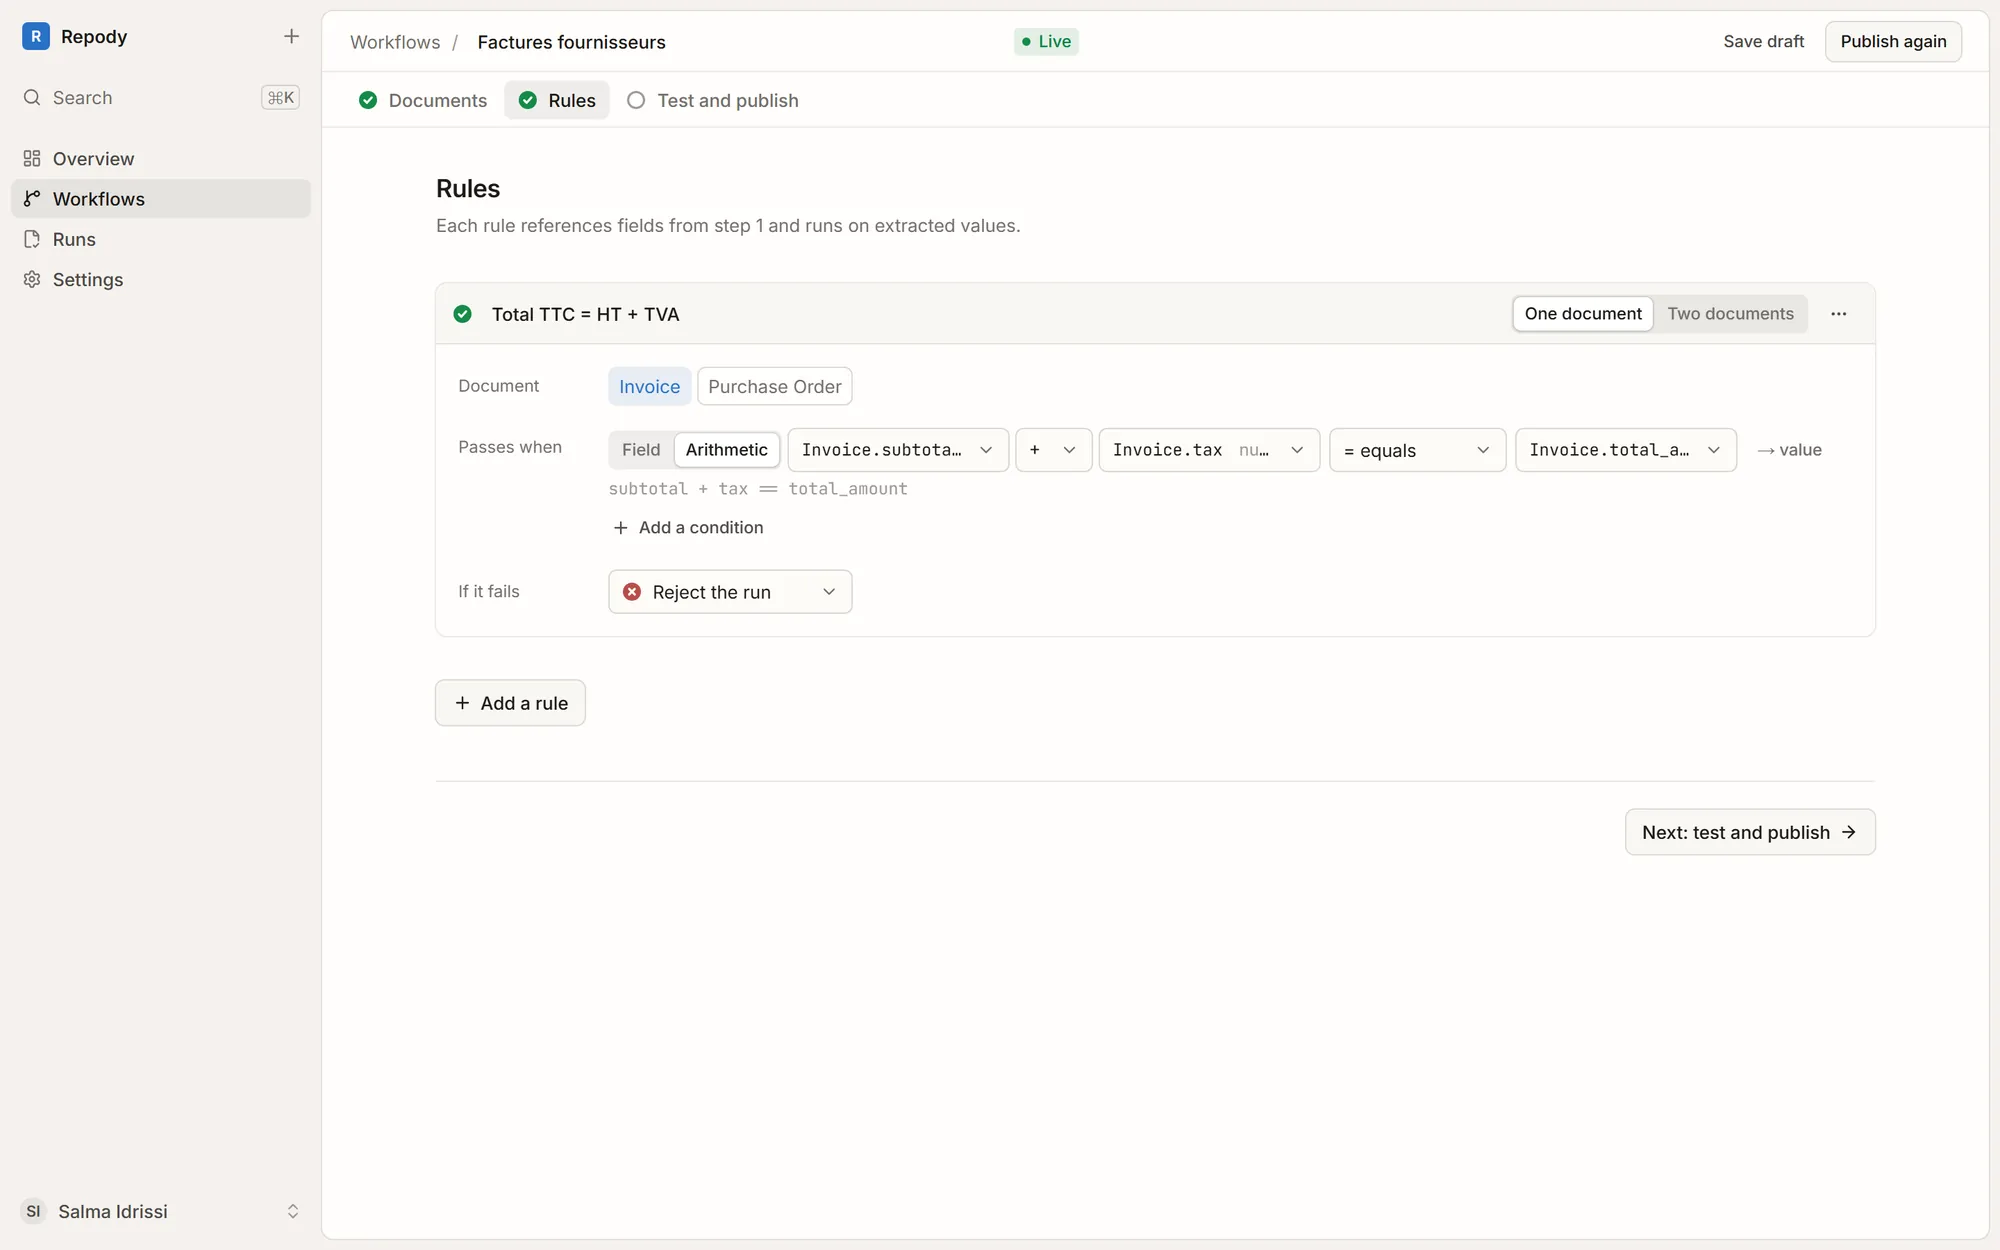 R Repody
Search ⌘K
Overview
Workflows
Runs
Settings
SI Salma Idrissi
Workflows / Factures fournisseurs
Live
Save draft
Publish again
Documents
Rules
Test and publish
Rules
Each rule references fields from step 1 and runs on extracted values.
Total TTC = HT + TVA
One document Two documents
Document Invoice Purchase Order
Passes when Field Arithmetic Invoice.subtota… + Invoice.tax nu… = equals Invoice.total_a… → value
subtotal + tax == total_amount
+ Add a condition
If it fails Reject the run
+ Add a rule
Next: test and publish →